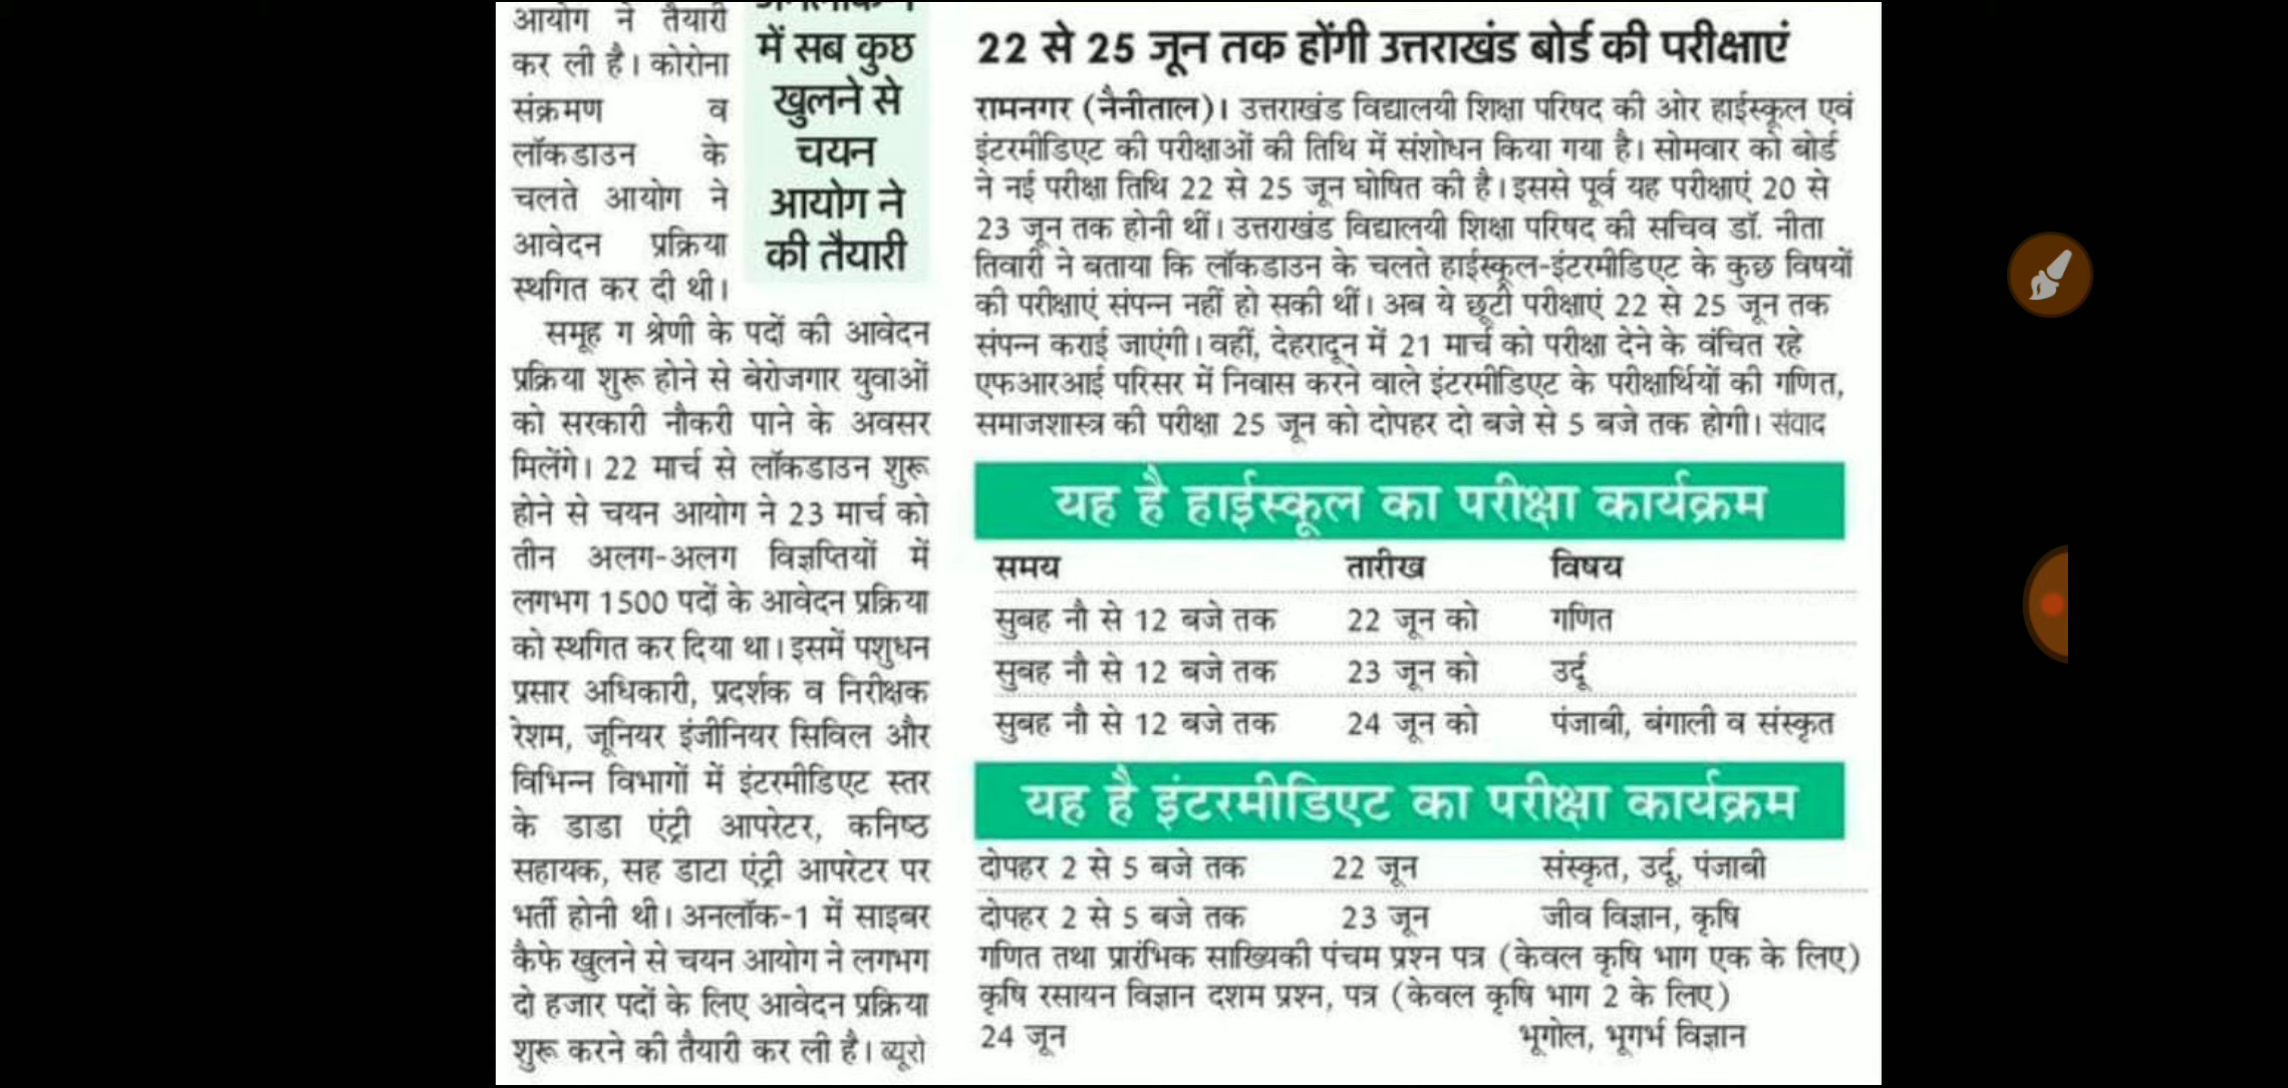 आयोग ने तैयारी
कर ली है। कोरोना
संक्रमण व
लॉकडाउन के
चलते आयोग ने
आवेदन प्रक्रिया
स्थगित कर दी थी।
में सब कुछ
खुलने से
चयन
आयोग ने
की तैयारी
समूह ग श्रेणी के पदों की आवेदन
प्रक्रिया शुरू होने से बेरोजगार युवाओं
को सरकारी नौकरी पाने के अवसर
मिलेंगे। 22 मार्च से लॉकडाउन शुरू
होने से चयन आयोग ने 23 मार्च को
तीन अलग-अलग विज्ञप्तियों में
लगभग 1500 पदों के आवेदन प्रक्रिया
को स्थगित कर दिया था। इसमें पशुधन
प्रसार अधिकारी, प्रदर्शक व निरीक्षक
रेशम, जूनियर इंजीनियर सिविल और
विभिन्न विभागों में इंटरमीडिएट स्तर
के डाडा एंट्री आपरेटर, कनिष्ठ
सहायक, सह डाटा एंट्री आपरेटर पर
भर्ती होनी थी। अनलॉक-1 में साइबर
कैफे खुलने से चयन आयोग ने लगभग
दो हजार पदों के लिए आवेदन प्रक्रिया
शुरू करने की तैयारी कर ली है। ब्यूरो
22 से 25 जून तक होंगी उत्तराखंड बोर्ड की परीक्षाएं
रामनगर (नैनीताल)। उत्तराखंड विद्यालयी शिक्षा परिषद की ओर हाईस्कूल एवं
इंटरमीडिएट की परीक्षाओं की तिथि में संशोधन किया गया है। सोमवार को बोर्ड
ने नई परीक्षा तिथि 22 से 25 जून घोषित की है। इससे पूर्व यह परीक्षाएं 20 से
23 जून तक होनी थीं। उत्तराखंड विद्यालयी शिक्षा परिषद की सचिव डॉ. नीता
तिवारी ने बताया कि लॉकडाउन के चलते हाईस्कूल-इंटरमीडिएट के कुछ विषयों
की परीक्षाएं संपन्न नहीं हो सकी थीं। अब ये छूटी परीक्षाएं 22 से 25 जून तक
संपन्न कराई जाएंगी। वहीं, देहरादून में 21 मार्च को परीक्षा देने के वंचित रहे
एफआरआई परिसर में निवास करने वाले इंटरमीडिएट के परीक्षार्थियों की गणित,
समाजशास्त्र की परीक्षा 25 जून को दोपहर दो बजे से 5 बजे तक होगी। संवाद
यह है हाईस्कूल का परीक्षा कार्यक्रम
समय तारीख विषय
सुबह नौ से 12 बजे तक 22 जून को गणित
सुबह नौ से 12 बजे तक 23 जून को उर्दू
सुबह नौ से 12 बजे तक 24 जून को पंजाबी, बंगाली व संस्कृत
यह है इंटरमीडिएट का परीक्षा कार्यक्रम
दोपहर 2 से 5 बजे तक 22 जून संस्कृत, उर्दू, पंजाबी
दोपहर 2 से 5 बजे तक 23 जून जीव विज्ञान, कृषि
गणित तथा प्रारंभिक साख्यिकी पंचम प्रश्न पत्र (केवल कृषि भाग एक के लिए)
कृषि रसायन विज्ञान दशम प्रश्न, पत्र (केवल कृषि भाग 2 के लिए)
24 जून भूगोल, भूगर्भ विज्ञान